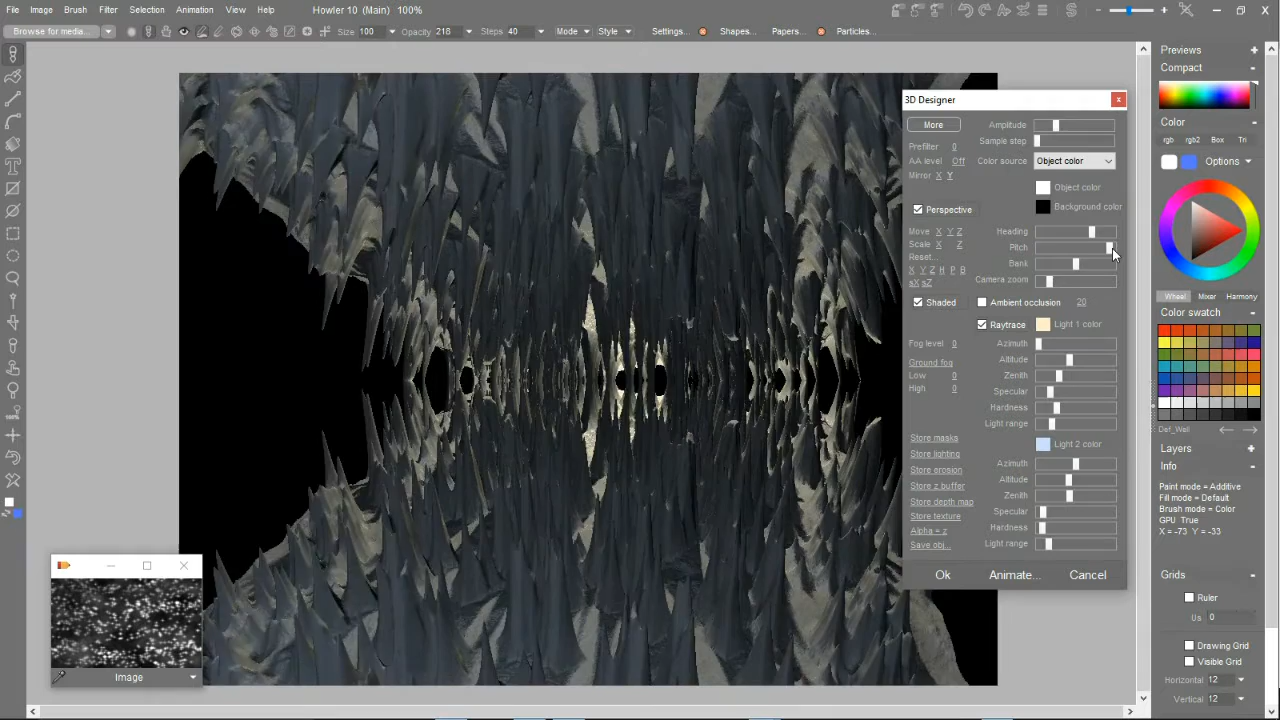 File Image Brush Filter Selection Animation View Help Howler 10 (Main) 100%
Browse for media... Size 100 Opacity 218 Steps 40 Mode Style Settings... Shapes... Papers... Particles...
3D Designer
More
Amplitude
Sample step
Prefilter 0
AA level Off
Color source Object color
Mirror X Y
Object color
Background color
Perspective
Move X Y Z
Heading
Scale X Z
Pitch
Reset...
X Y Z H P B
Bank
sX sZ
Camera zoom
Shaded
Ambient occlusion 20
Raytrace
Light 1 color
Fog level 0
Azimuth
Ground fog
Altitude
Low 0
Zenith
High 0
Specular
Hardness
Light range
Store masks
Light 2 color
Store lighting
Store erosion
Azimuth
Store z buffer
Altitude
Store depth map
Zenith
Store texture
Specular
Alpha = z
Hardness
Save obj...
Light range
Ok Animate... Cancel
Previews
Compact
Color
rgb rgb2 Box Tri
Options
Wheel Mixer Harmony
Color swatch
Def_Well
Layers
Info
Paint mode = Additive
Fill mode = Default
Brush mode = Color
GPU True
X = -73 Y = -33
Grids
Ruler
Us 0
Drawing Grid
Visible Grid
Horizontal 12
Vertical 12
Image